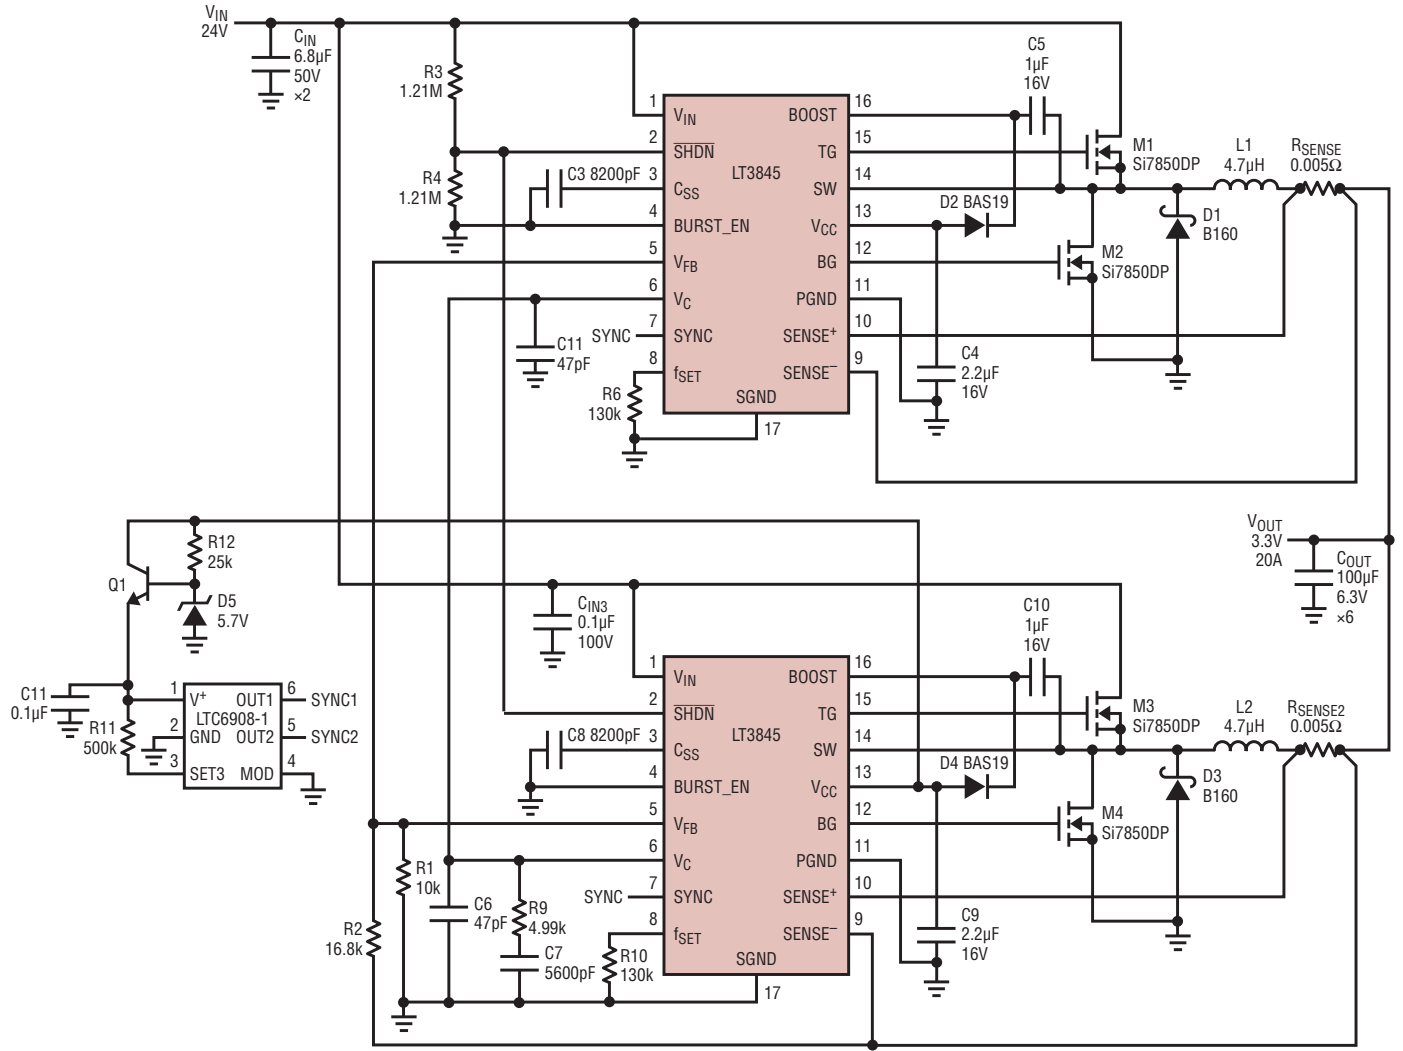 VIN
24V
CIN
6.8µF
50V
×2
R3
1.21M
R4
1.21M
C3 8200pF
C11
47pF
SYNC
R6
130k
1
2
3
4
5
6
7
8
VIN
SHDN
CSS
BURST_EN
VFB
VC
SYNC
fSET
LT3845
SGND
17
BOOST
TG
SW
VCC
BG
PGND
SENSE+
SENSE–
16
15
14
13
12
11
10
9
C5
1µF
16V
D2 BAS19
M1
Si7850DP
M2
Si7850DP
L1
4.7µH
RSENSE
0.005Ω
D1
B160
C4
2.2µF
16V
VOUT
3.3V
20A
COUT
100µF
6.3V
×6
R12
25k
Q1
D5
5.7V
C11
0.1µF
R11
500k
1
2
3
V+
GND
SET3
LTC6908-1
OUT1
OUT2
MOD
6
5
4
SYNC1
SYNC2
CIN3
0.1µF
100V
C8 8200pF
R1
10k
R2
16.8k
C6
47pF
R9
4.99k
C7
5600pF
SYNC
R10
130k
1
2
3
4
5
6
7
8
VIN
SHDN
CSS
BURST_EN
VFB
VC
SYNC
fSET
LT3845
SGND
17
BOOST
TG
SW
VCC
BG
PGND
SENSE+
SENSE–
16
15
14
13
12
11
10
9
C10
1µF
16V
D4 BAS19
M3
Si7850DP
M4
Si7850DP
L2
4.7µH
RSENSE2
0.005Ω
D3
B160
C9
2.2µF
16V